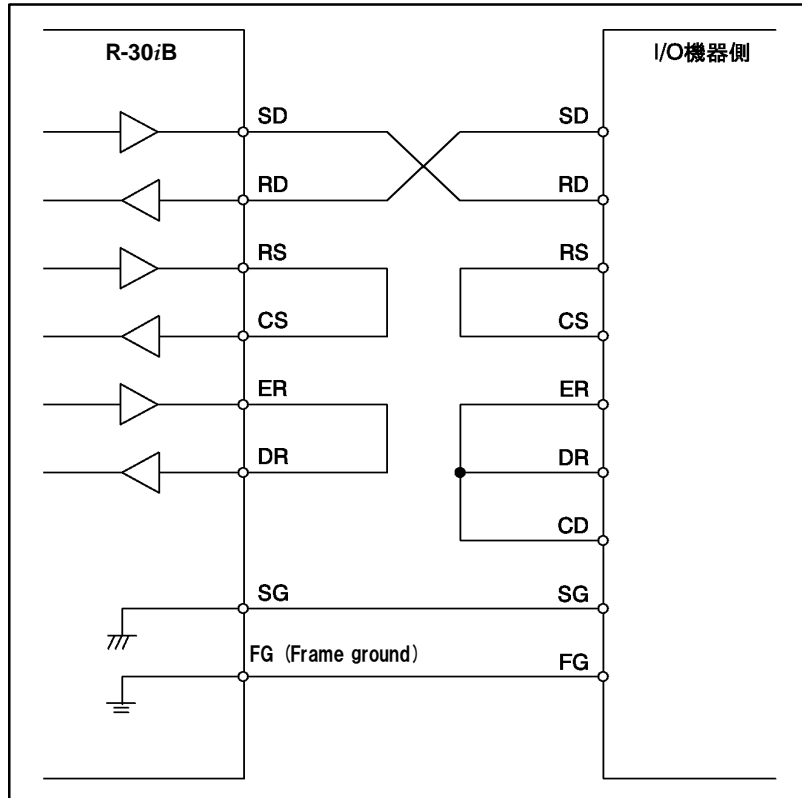 R-30iB I/O機器側
SD SD
RD RD
RS RS
CS CS
ER ER
DR DR
CD
SG SG
FG (Frame ground) FG